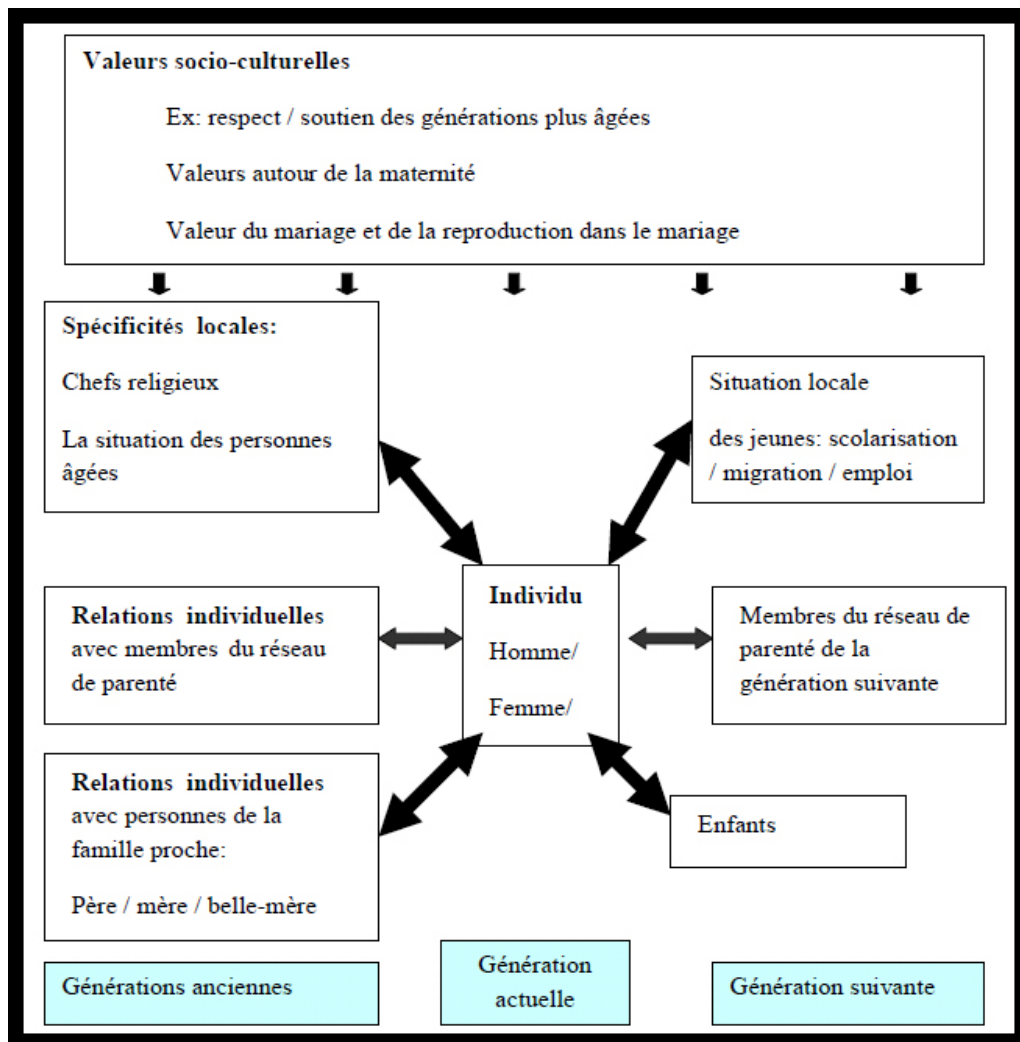 Valeurs socio-culturelles
Ex: respect / soutien des générations plus âgées
Valeurs autour de la maternité
Valeur du mariage et de la reproduction dans le mariage
Spécificités locales:
Chefs religieux
La situation des personnes
âgées
Situation locale
des jeunes: scolarisation
/ migration / emploi
Relations individuelles
avec membres du réseau
de parenté
Individu
Homme/
Femme/
Membres du réseau de
parenté de la
génération suivante
Relations individuelles
avec personnes de la
famille proche:
Père / mère / belle-mère
Enfants
Générations anciennes
Génération
actuelle
Génération suivante